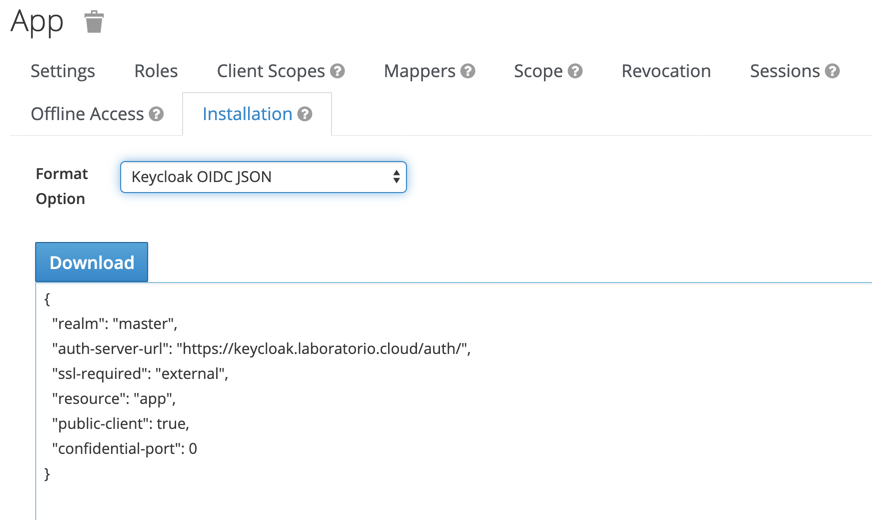 App
Settings Roles Client Scopes Mappers Scope Revocation Sessions
Offline Access Installation
Format Option
Keycloak OIDC JSON
Download
{
"realm": "master",
"auth-server-url": "https://keycloak.laboratorio.cloud/auth/",
"ssl-required": "external",
"resource": "app",
"public-client": true,
"confidential-port": 0
}